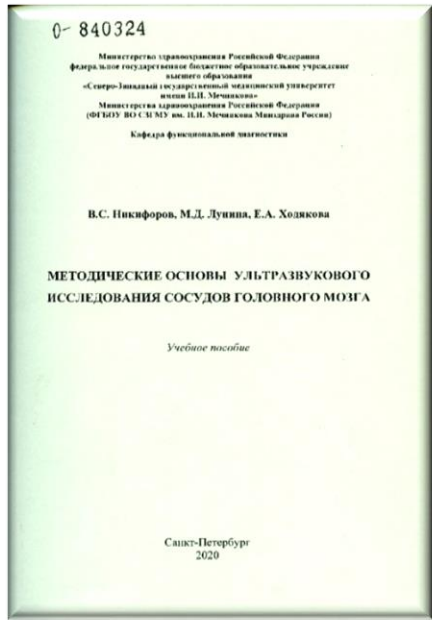 0- 840324
Министерство здравоохранения Российской Федерации
федеральное государственное бюджетное образовательное учреждение
высшего образования
«Северо-Западный государственный медицинский университет
имени И.И. Мечникова»
Министерства здравоохранения Российской Федерации
(ФГБОУ ВО СЗГМУ им. И.И. Мечникова Минздрава России)
Кафедра функциональной диагностики
В.С. Никифоров, М.Д. Лунина, Е.А. Ходякова
МЕТОДИЧЕСКИЕ ОСНОВЫ УЛЬТРАЗВУКОВОГО
ИССЛЕДОВАНИЯ СОСУДОВ ГОЛОВНОГО МОЗГА
Учебное пособие
Санкт-Петербург
2020